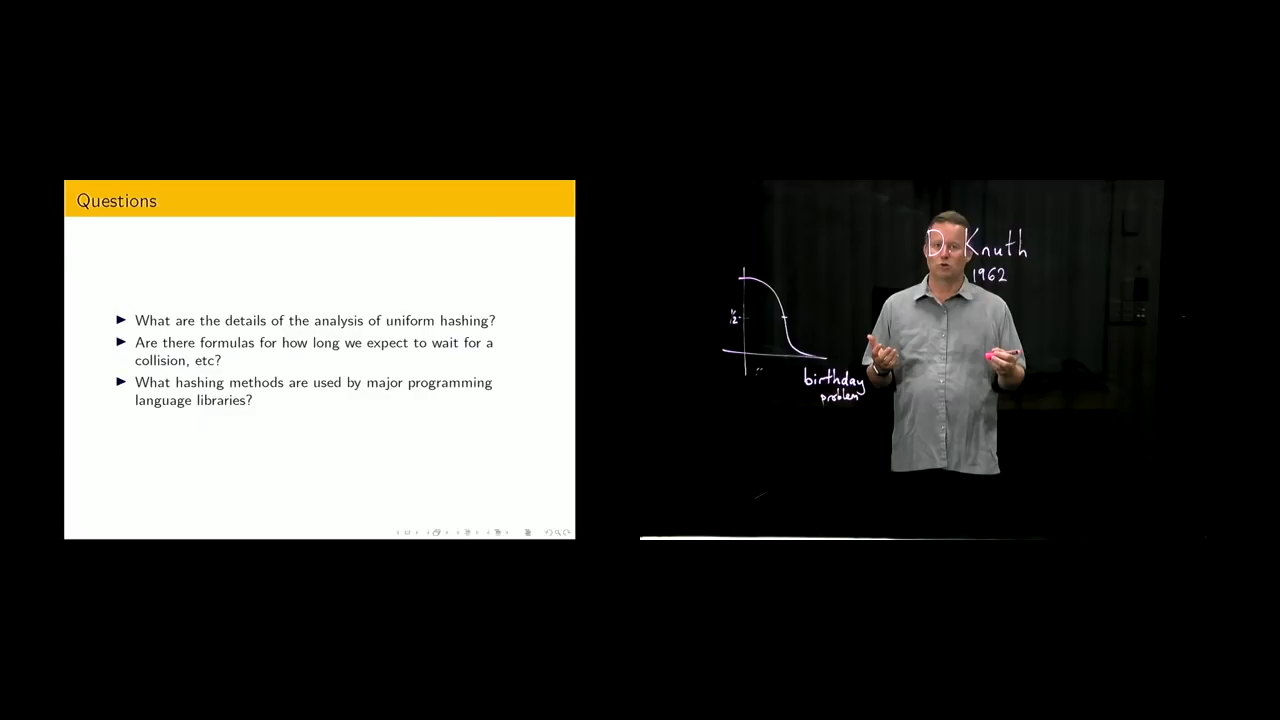 Questions
What are the details of the analysis of uniform hashing?
Are there formulas for how long we expect to wait for a
collision, etc?
What hashing methods are used by major programming
language libraries?
D. Knuth
1962
1/2
birthday
problem